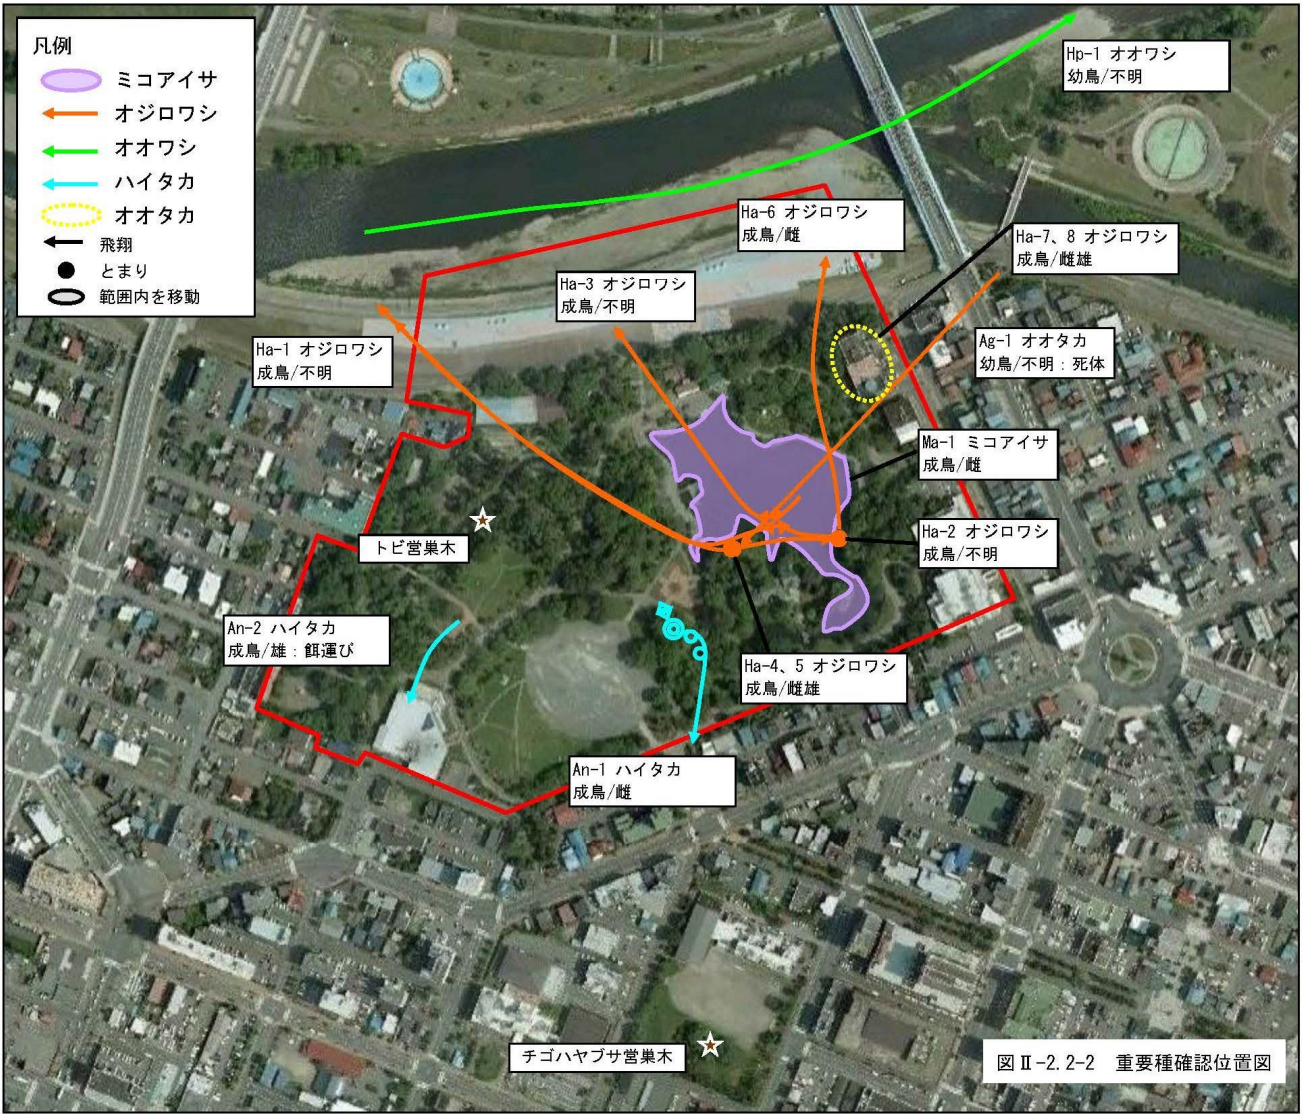 凡例
ミコアイサ
オジロワシ
オオワシ
ハイタカ
オオタカ
飛翔
とまり
範囲内を移動
Hp-1 オオワシ
幼鳥/不明
Ha-6 オジロワシ
成鳥/雌
Ha-7、8 オジロワシ
成鳥/雌雄
Ha-3 オジロワシ
成鳥/不明
Ha-1 オジロワシ
成鳥/不明
Ag-1 オオタカ
幼鳥/不明：死体
Ma-1 ミコアイサ
成鳥/雌
Ha-2 オジロワシ
成鳥/不明
トビ営巣木
An-2 ハイタカ
成鳥/雄：餌運び
Ha-4、5 オジロワシ
成鳥/雌雄
An-1 ハイタカ
成鳥/雌
チゴハヤブサ営巣木
図Ⅱ-2.2-2 重要種確認位置図